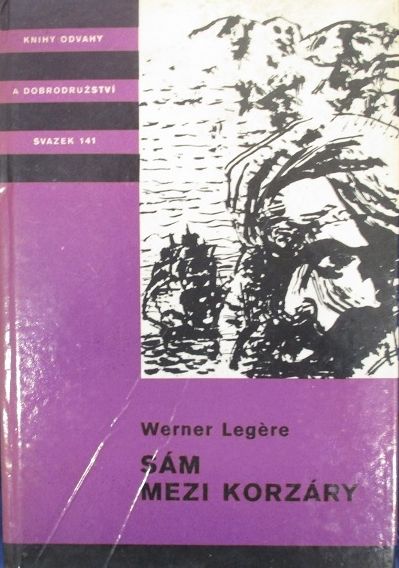 KNIHY ODVAHY
A DOBRODRUŽSTVÍ
SVAZEK 141
Werner Legère
SÁM
MEZI KORZÁRY